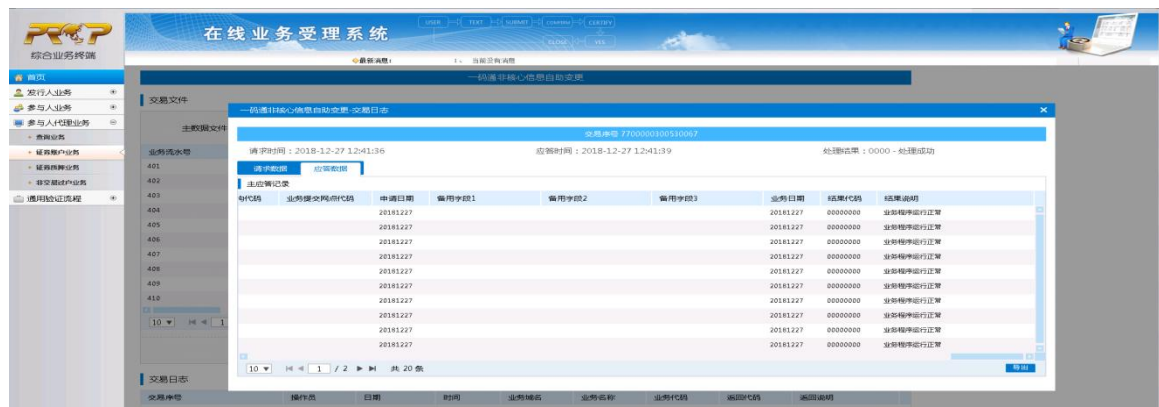 PROP
综合业务终端
在线业务受理系统
USER TEXT SUBMIT CONFIRM CERTIFY
CLOSE YES
最新消息:
1、 当前没有消息
首页
发行人业务
参与人业务
参与人代理业务
查询业务
证券账户业务
证券质押业务
非交易过户业务
通用验证流程
一码通非核心信息自助变更
交易文件
主数据文件
业务流水号
401
402
403
404
405
406
407
408
409
410
10 1
一码通非核心信息自助变更-交易日志
交易序号 7700000300530067
请求时间：2018-12-27 12:41:36 应答时间：2018-12-27 12:41:39 处理结果：0000 - 处理成功
请求数据 应答数据
主应答记录
构代码 业务提交网点代码 申请日期 备用字段1 备用字段2 备用字段3 业务日期 结果代码 结果说明
20181227 20181227 00000000 业务程序运行正常
20181227 20181227 00000000 业务程序运行正常
20181227 20181227 00000000 业务程序运行正常
20181227 20181227 00000000 业务程序运行正常
20181227 20181227 00000000 业务程序运行正常
20181227 20181227 00000000 业务程序运行正常
20181227 20181227 00000000 业务程序运行正常
20181227 20181227 00000000 业务程序运行正常
20181227 20181227 00000000 业务程序运行正常
20181227 20181227 00000000 业务程序运行正常
10 1 / 2 共 20 条
导出
交易日志
交易序号 操作员 日期 时间 业务域名 业务名称 业务代码 返回代码 返回说明